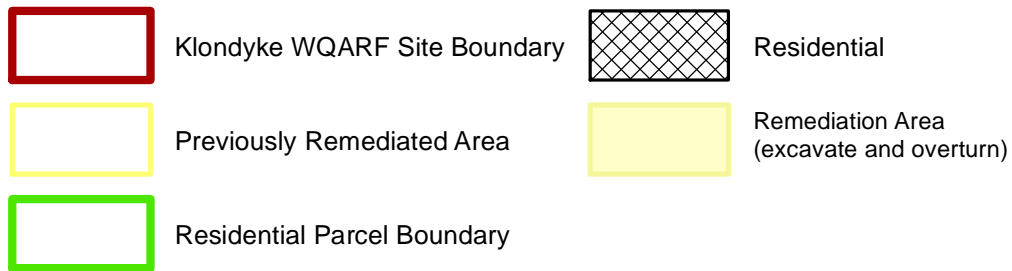 Klondyke WQARF Site Boundary
Previously Remediated Area
Residential Parcel Boundary
Residential
Remediation Area
(excavate and overturn)